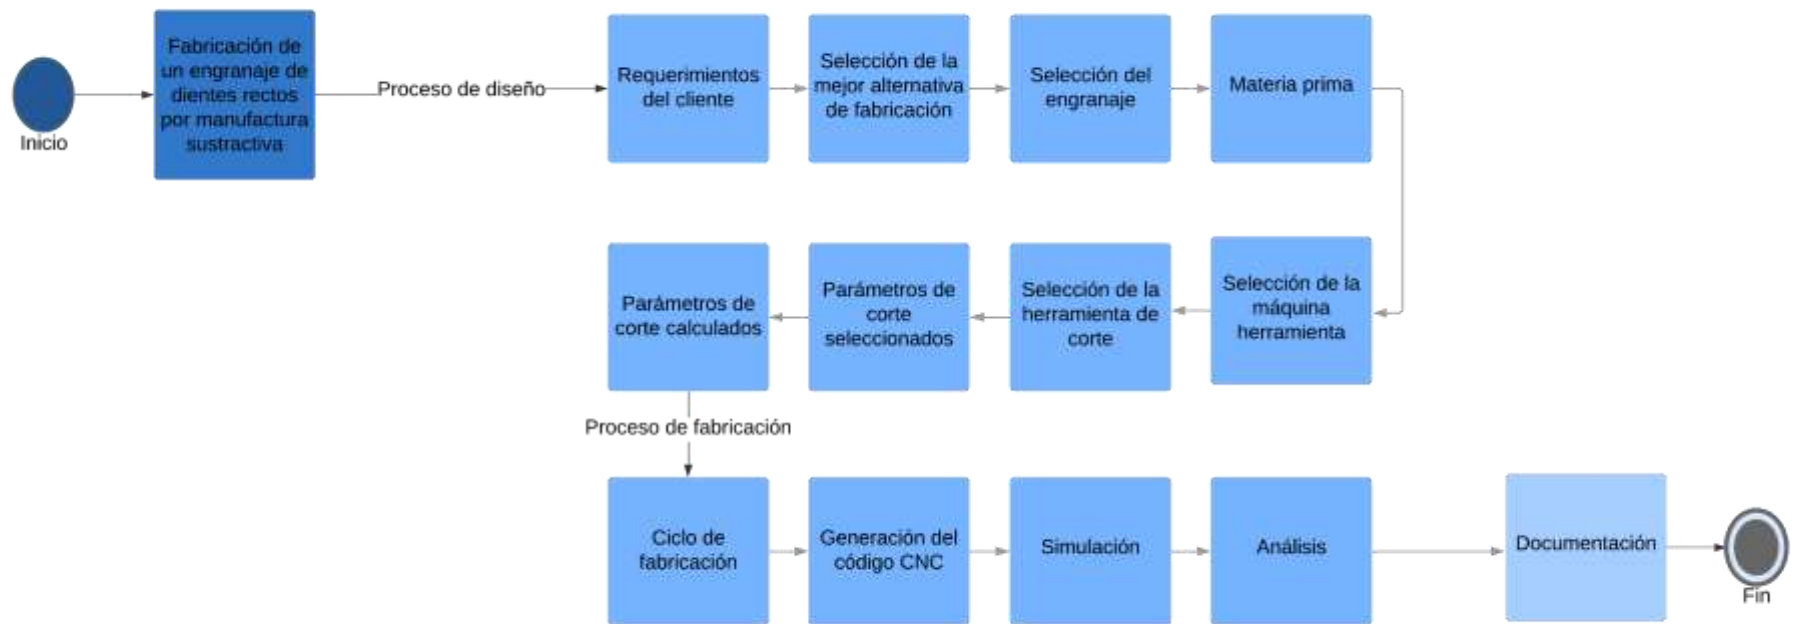 Inicio
Fabricación de
un engranaje de
dientes rectos
por manufactura
sustractiva
Proceso de diseño
Requerimientos
del cliente
Selección de la
mejor alternativa
de fabricación
Selección del
engranaje
Materia prima
Selección de la
máquina
herramienta
Selección de la
herramienta de
corte
Parámetros de
corte
seleccionados
Parámetros de
corte calculados
Proceso de fabricación
Ciclo de
fabricación
Generación del
código CNC
Simulación
Análisis
Documentación
Fin